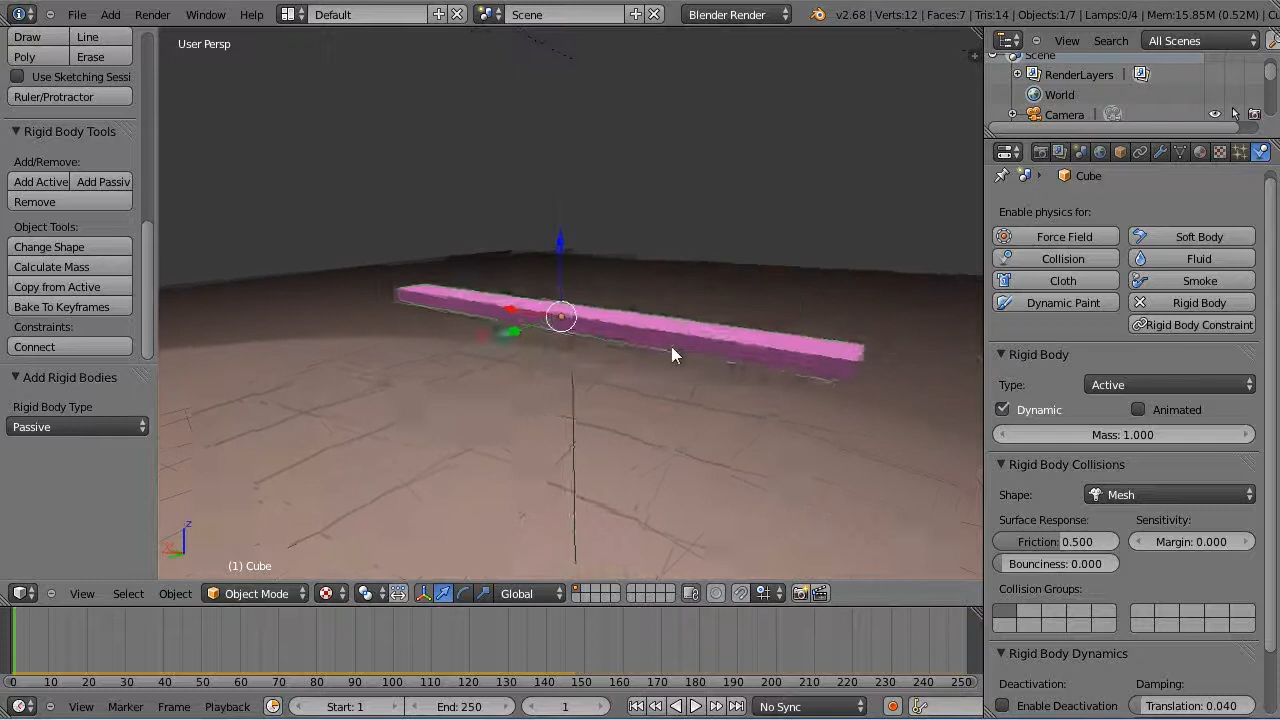 File Add Render Window Help Default Scene Blender Render v2.68 | Verts:12 | Faces:7 | Tris:14 | Objects:1/7 | Lamps:0/4 | Mem:15.85M (0.52M) |
Draw Line
Poly Erase
Use Sketching Sessi
Ruler/Protractor
Rigid Body Tools
Add/Remove:
Add Active Add Passiv
Remove
Object Tools:
Change Shape
Calculate Mass
Copy from Active
Bake To Keyframes
Constraints:
Connect
Add Rigid Bodies
Rigid Body Type
Passive
User Persp
z
(1) Cube
View Select Object Object Mode Global
0 10 20 30 40 50 60 70 80 90 100 110 120 130 140 150 160 170 180 190 200 210 220 230 240 250
View Marker Frame Playback Start: 1 End: 250 1 No Sync
View Search All Scenes
Scene
RenderLayers |
World
Camera |
Cube
Enable physics for:
Force Field Soft Body
Collision Fluid
Cloth Smoke
Dynamic Paint Rigid Body
Rigid Body Constraint
Rigid Body
Type: Active
Dynamic Animated
Mass: 1.000
Rigid Body Collisions
Shape: Mesh
Surface Response: Sensitivity:
Friction: 0.500 Margin: 0.000
Bounciness: 0.000
Collision Groups:
Rigid Body Dynamics
Deactivation: Damping:
Enable Deactivation Translation: 0.040